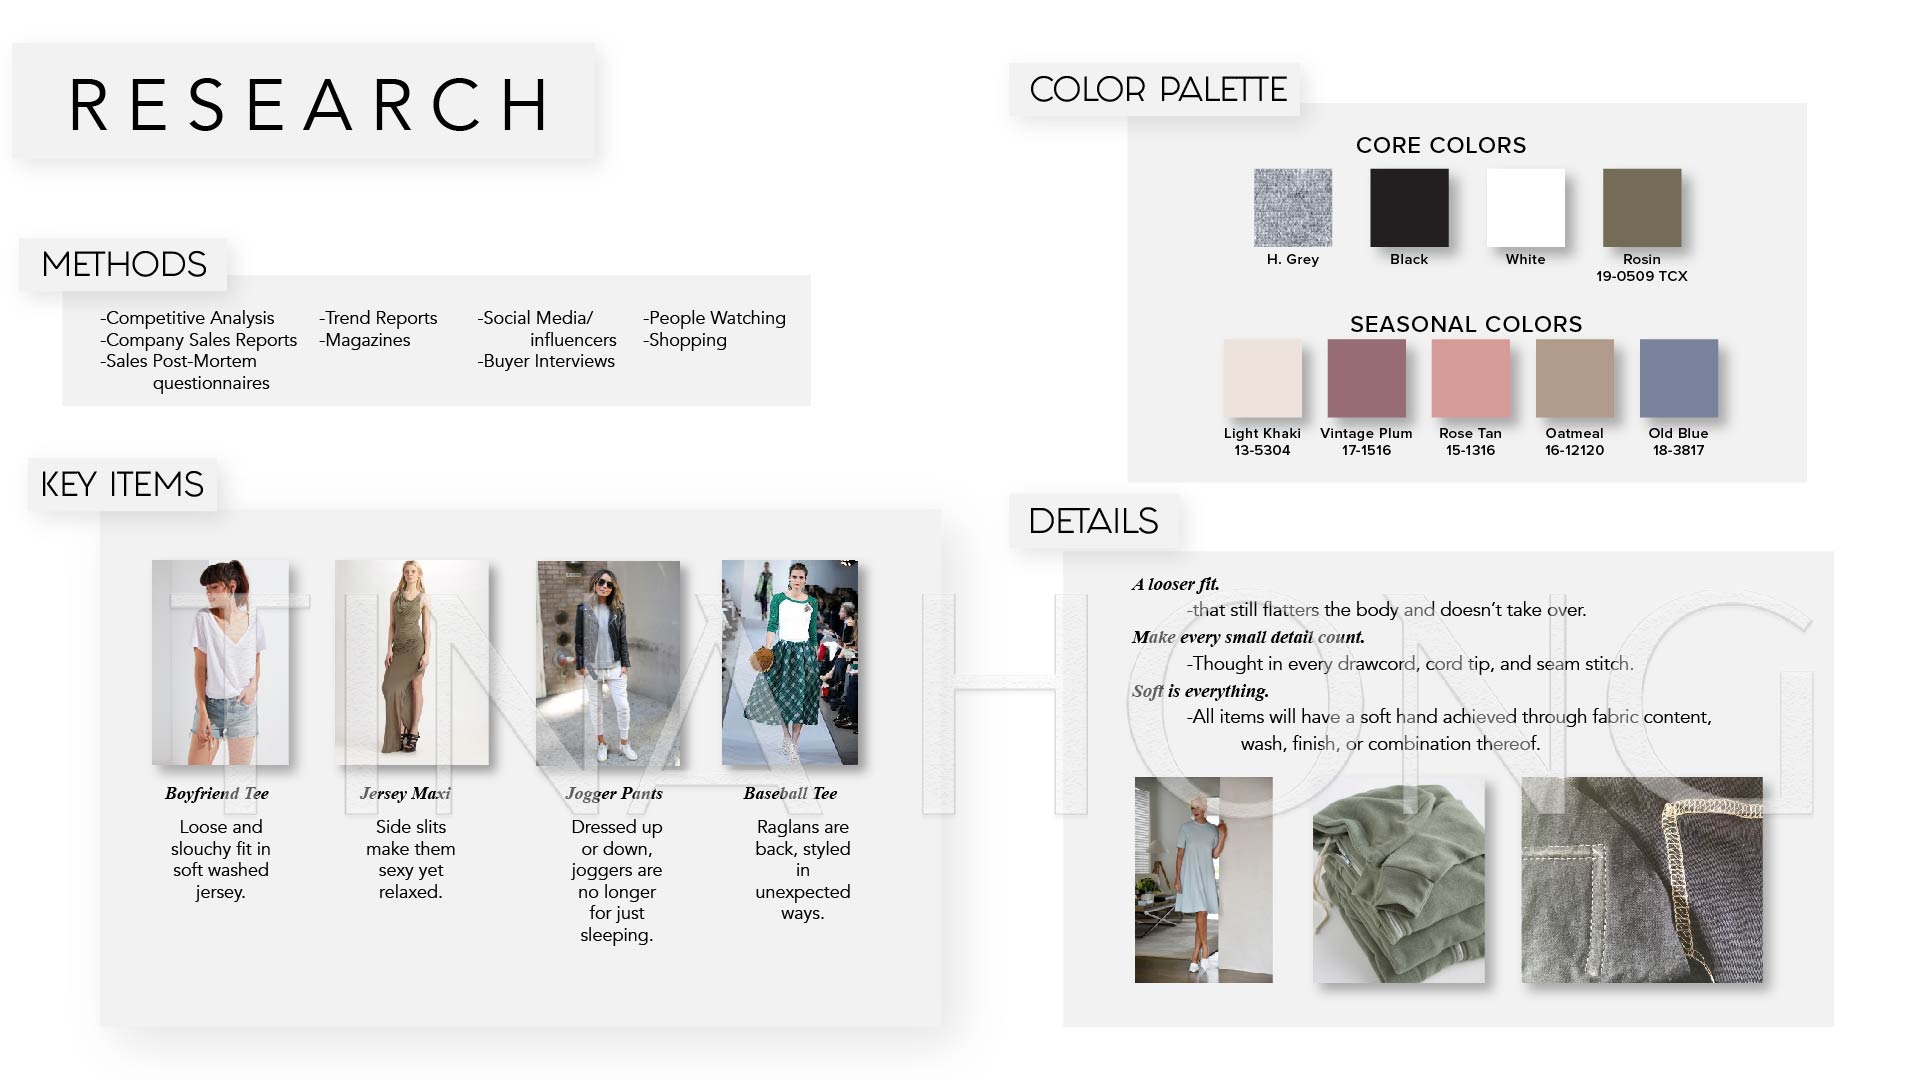 RESEARCH
METHODS
-Competitive Analysis
-Company Sales Reports
-Sales Post-Mortem
questionnaires
-Trend Reports
-Magazines
-Social Media/
influencers
-Buyer Interviews
-People Watching
-Shopping
KEY ITEMS
Boyfriend Tee
Loose and
slouchy fit in
soft washed
jersey.
Jersey Maxi
Side slits
make them
sexy yet
relaxed.
Jogger Pants
Dressed up
or down,
joggers are
no longer
for just
sleeping.
Baseball Tee
Raglans are
back, styled
in
unexpected
ways.
COLOR PALETTE
CORE COLORS
H. Grey
Black
White
Rosin
19-0509 TCX
SEASONAL COLORS
Light Khaki
13-5304
Vintage Plum
17-1516
Rose Tan
15-1316
Oatmeal
16-12120
Old Blue
18-3817
DETAILS
A looser fit.
-that still flatters the body and doesn’t take over.
Make every small detail count.
-Thought in every drawcord, cord tip, and seam stitch.
Soft is everything.
-All items will have a soft hand achieved through fabric content,
wash, finish, or combination thereof.
TINA HONG